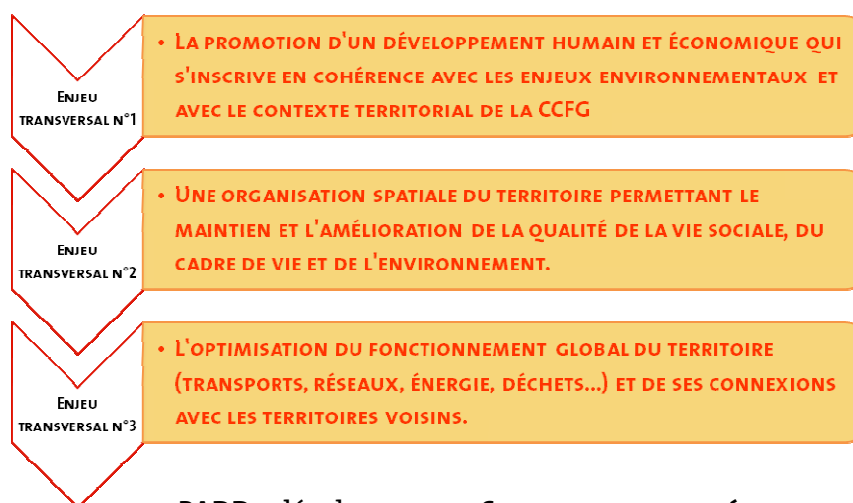 Enjeu
transversal n°1
• La promotion d'un développement humain et économique qui
s'inscrive en cohérence avec les enjeux environnementaux et
avec le contexte territorial de la CCFG
Enjeu
transversal n°2
• Une organisation spatiale du territoire permettant le
maintien et l'amélioration de la qualité de la vie sociale, du
cadre de vie et de l'environnement.
Enjeu
transversal n°3
• L'optimisation du fonctionnement global du territoire
(transports, réseaux, énergie, déchets...) et de ses connexions
avec les territoires voisins.
PADD